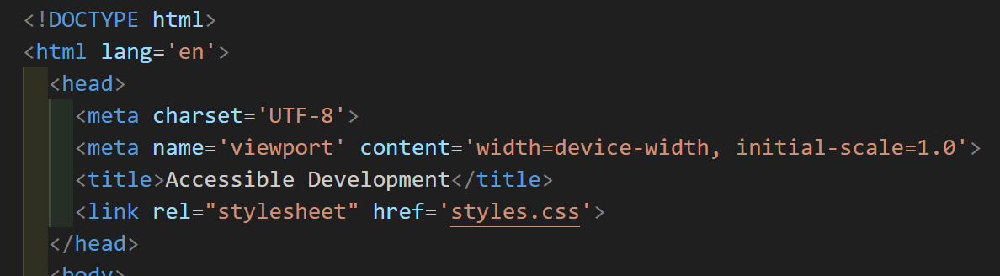 <!DOCTYPE html>
<html lang='en'>
<head>
<meta charset='UTF-8'>
<meta name='viewport' content='width=device-width, initial-scale=1.0'>
<title>Accessible Development</title>
<link rel="stylesheet" href='styles.css'>
</head>
<body>